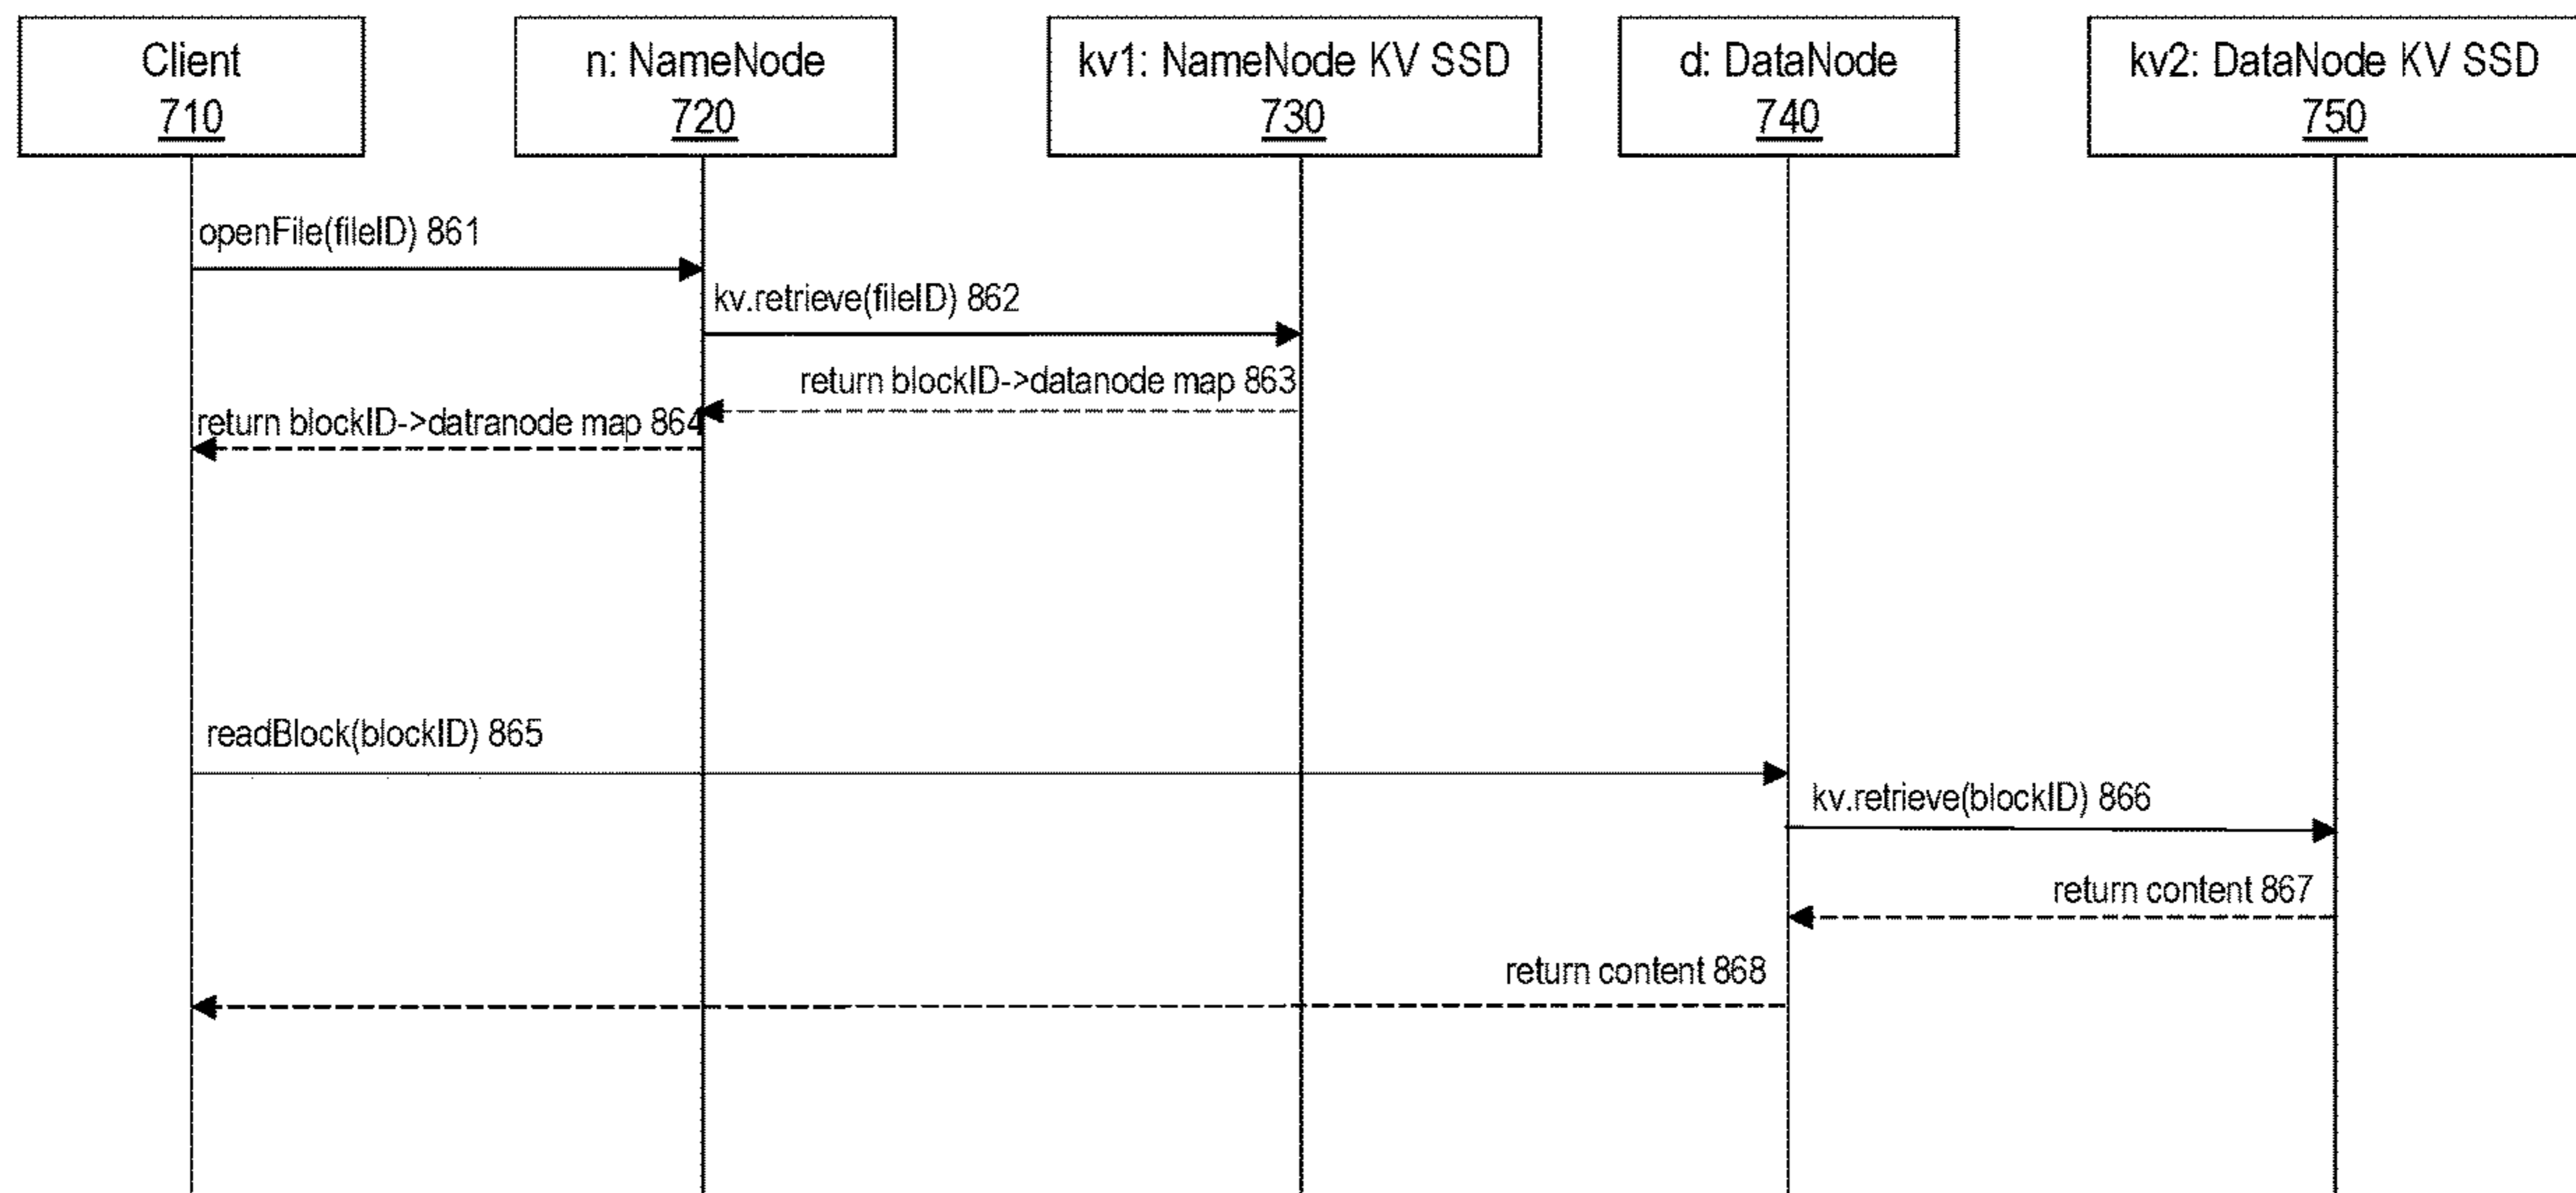 Client
710
n: NameNode
720
kv1: NameNode KV SSD
730
d: DataNode
740
kv2: DataNode KV SSD
750
openFile(fileID) 861
kv.retrieve(fileID) 862
return blockID->datanode map 863
return blockID->datranode map 864
readBlock(blockID) 865
kv.retrieve(blockID) 866
return content 867
return content 868